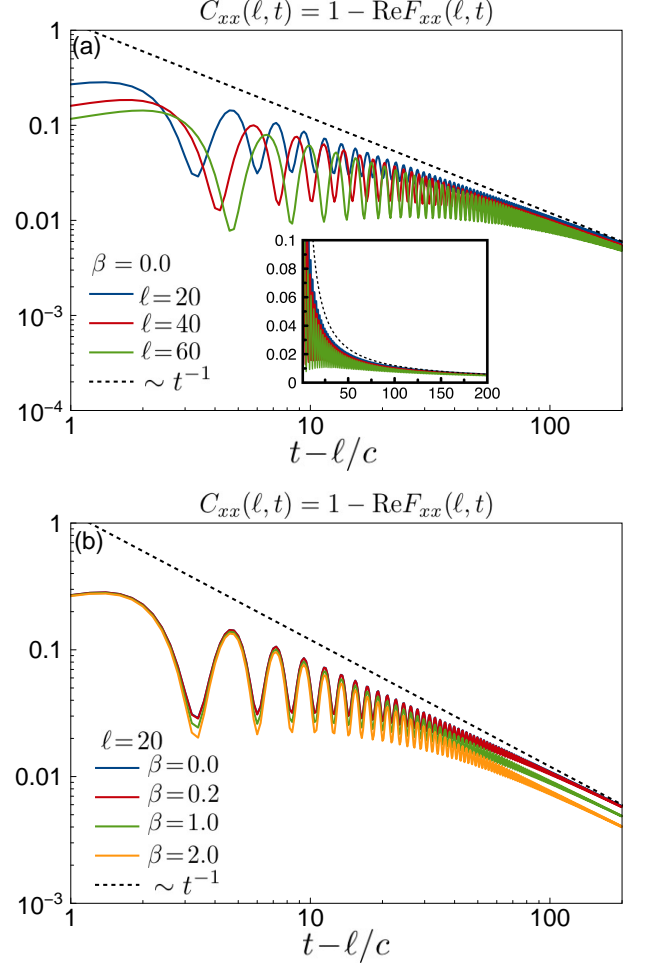 C_{xx}(ℓ, t) = 1 − ReF_{xx}(ℓ, t)
(a)
1
0.1
0.01
10^{−3}
10^{−4}
β = 0.0
ℓ=20
ℓ=40
ℓ=60
∼ t^{−1}
0.1
0.08
0.06
0.04
0.02
0
50 100 150 200
1 10 100
t−ℓ/c
C_{xx}(ℓ, t) = 1 − ReF_{xx}(ℓ, t)
(b)
1
0.1
0.01
10^{−3}
ℓ=20
β=0.0
β=0.2
β=1.0
β=2.0
∼ t^{−1}
1 10 100
t−ℓ/c